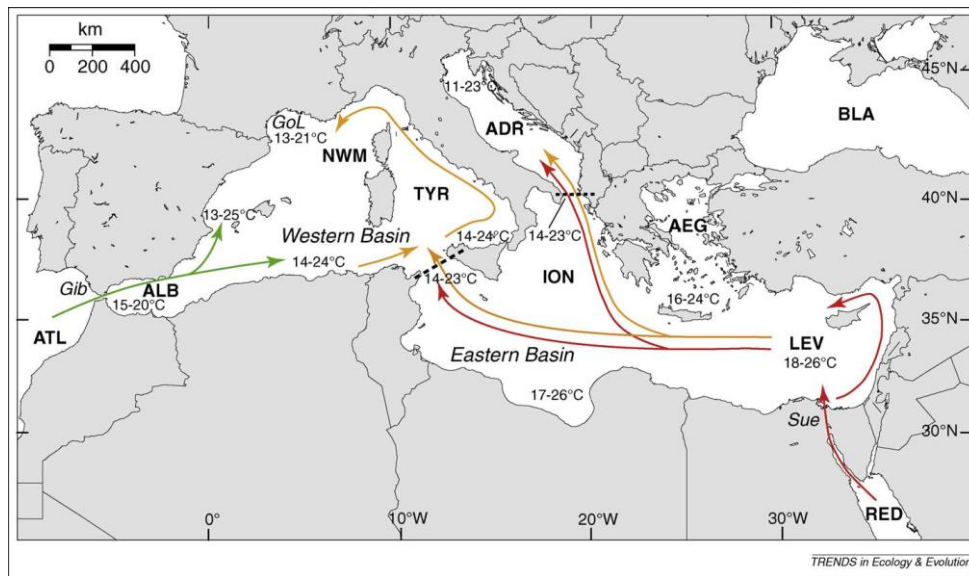 km
0 200 400
45°N
11-23°C
BLA
ADR
GoL
13-21°C
NWM
TYR
40°N
13-25°C
AEG
Western Basin
14-24°C
14-23°C
14-24°C
ION
Gib
ALB
14-23°C
15-20°C
16-24°C
ATL
35°N
LEV
Eastern Basin
18-26°C
17-26°C
Sue
30°N
RED
0°
10°W
20°W
30°W
TRENDS in Ecology & Evolution